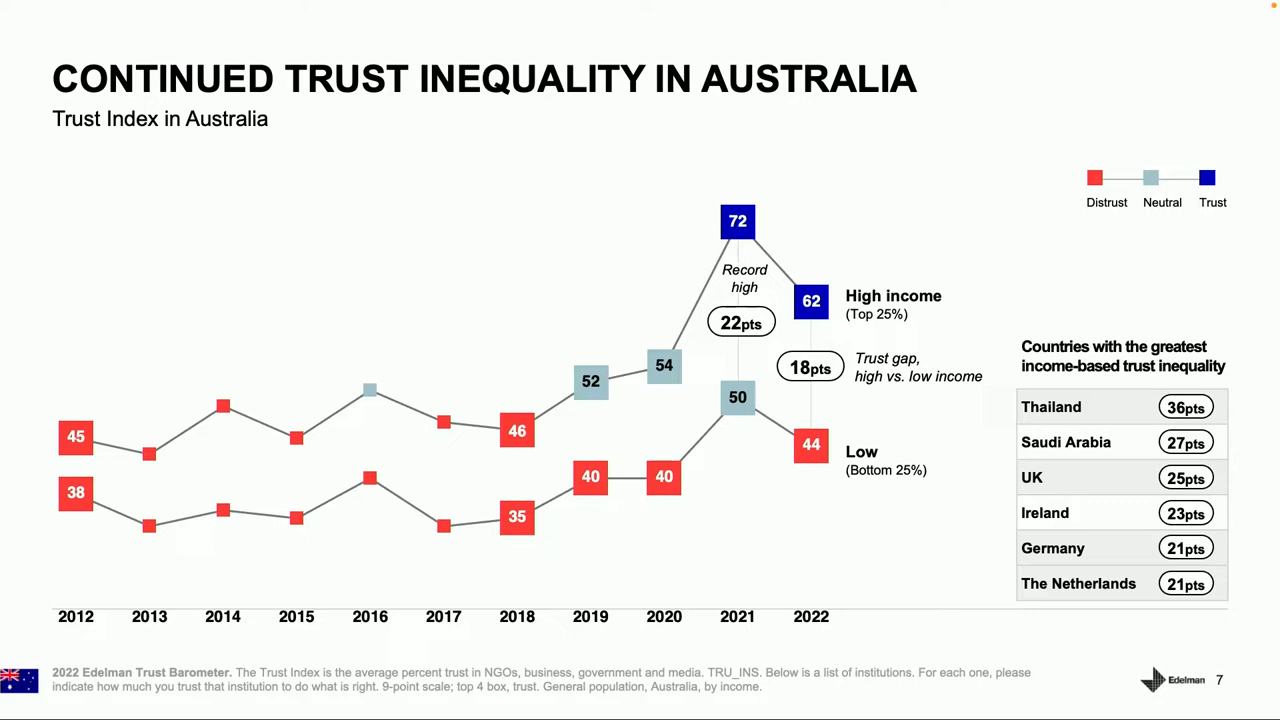 CONTINUED TRUST INEQUALITY IN AUSTRALIA
Trust Index in Australia
Distrust Neutral Trust
72
Record
high
22pts
62
High income
(Top 25%)
18pts
Trust gap,
high vs. low income
52
54
50
45
46
44
Low
(Bottom 25%)
38
35
40
40
Countries with the greatest
income-based trust inequality
Thailand 36pts
Saudi Arabia 27pts
UK 25pts
Ireland 23pts
Germany 21pts
The Netherlands 21pts
2012 2013 2014 2015 2016 2017 2018 2019 2020 2021 2022
2022 Edelman Trust Barometer. The Trust Index is the average percent trust in NGOs, business, government and media. TRU_INS. Below is a list of institutions. For each one, please
indicate how much you trust that institution to do what is right. 9-point scale; top 4 box, trust. General population, Australia, by income.
Edelman 7